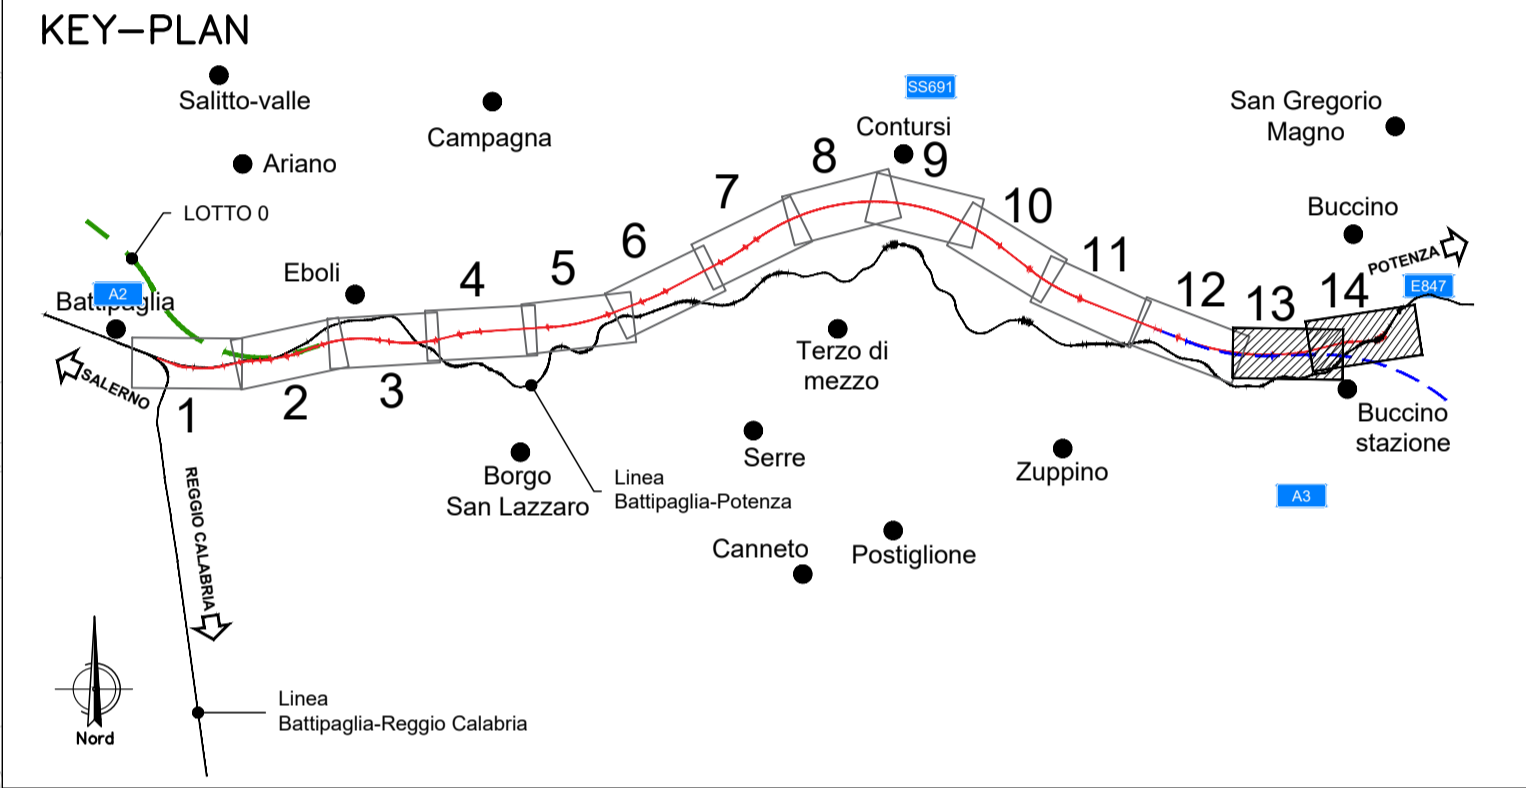 KEY-PLAN
Salitto-valle
Campagna
Ariano
LOTTO 0
SS691
Contursi
San Gregorio
Magno
Buccino
POTENZA
E847
A2
Battipaglia
Eboli
SALERNO
1
2
3
4
5
6
7
8
9
10
11
12
13
14
Terzo di
mezzo
Buccino
stazione
Serre
Zuppino
Borgo
San Lazzaro
Linea
Battipaglia-Potenza
A3
Canneto
Postiglione
REGGIO CALABRIA
Nord
Linea
Battipaglia-Reggio Calabria